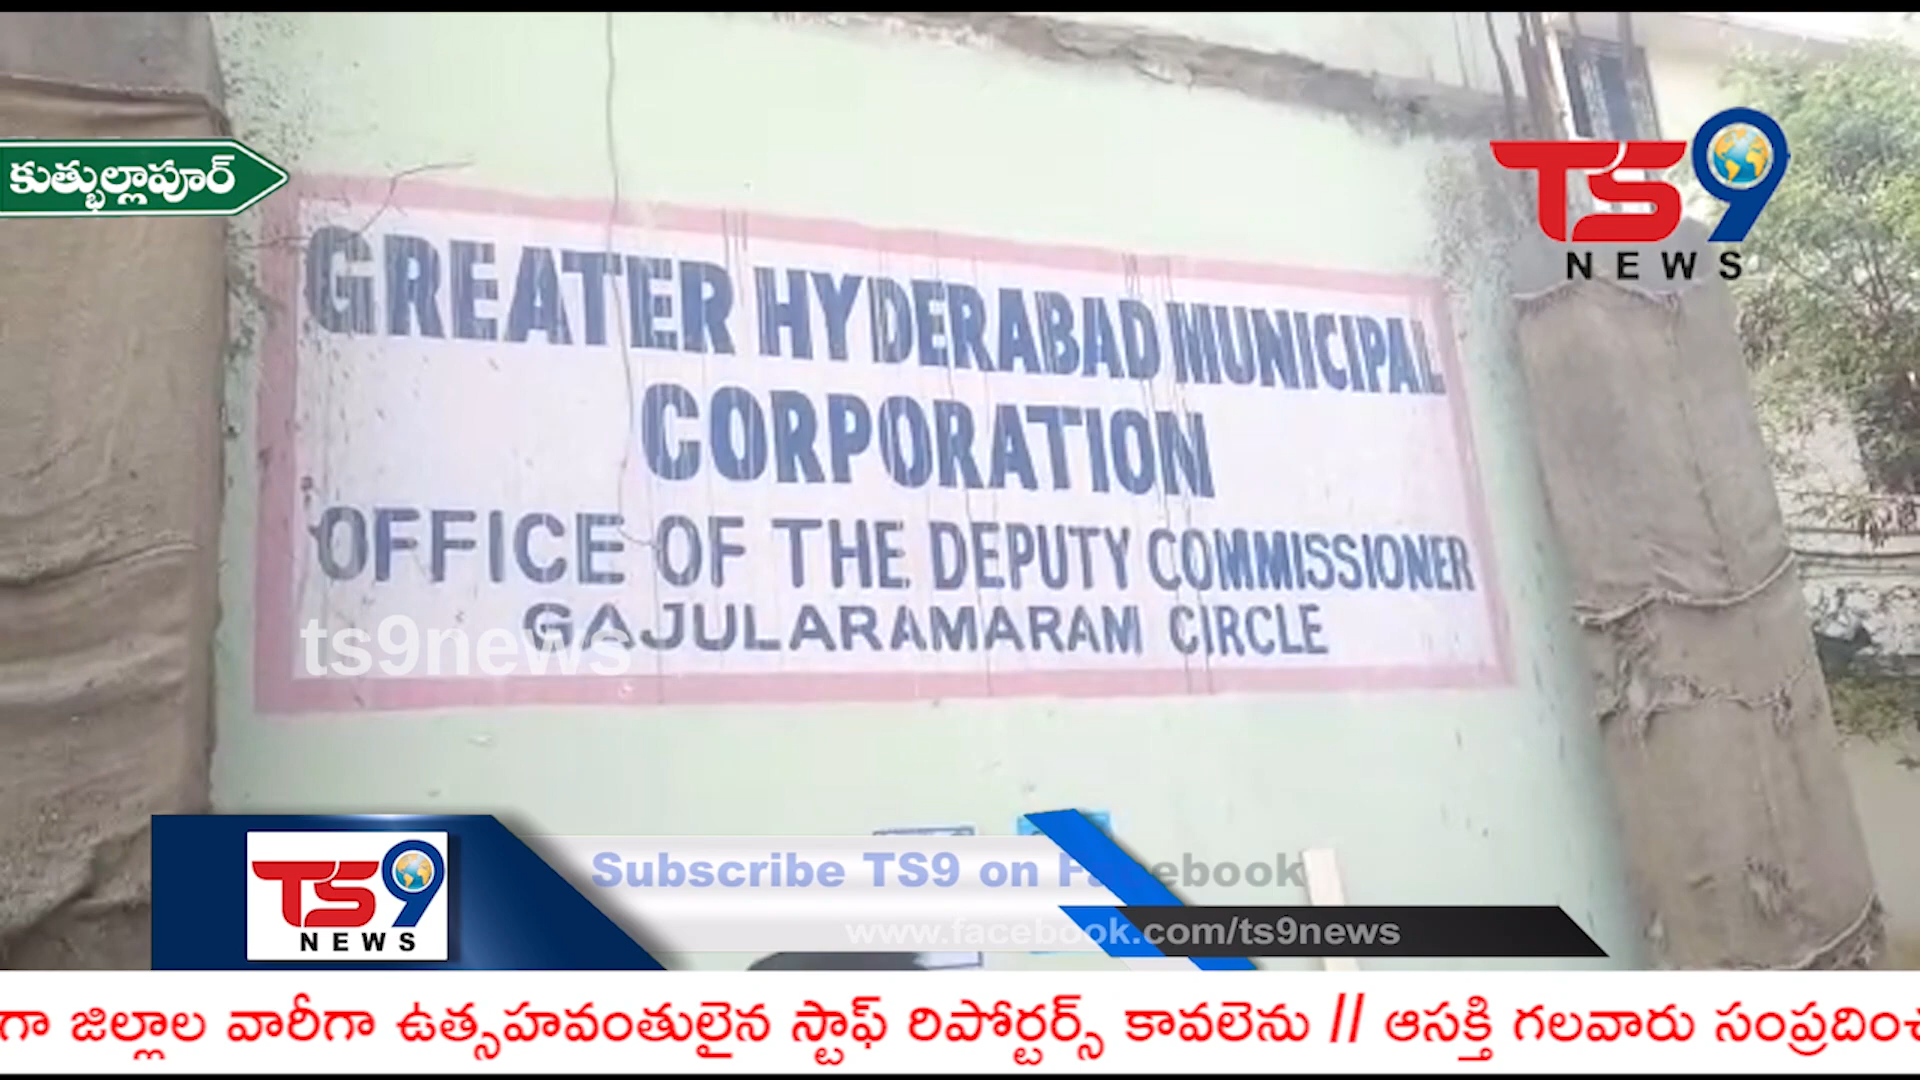 కుత్బుల్లాపూర్
TS9
NEWS
GREATER HYDERABAD MUNICIPAL
CORPORATION
OFFICE OF THE DEPUTY COMMISSIONER
GAJULARAMARAM CIRCLE
ts9news
TS9
NEWS
Subscribe TS9 on Facebook
www.facebook.com/ts9news
గా జిల్లాల వారీగా ఉత్సహవంతులైన స్టాఫ్ రిపోర్టర్స్ కావలెను // ఆసక్తి గలవారు